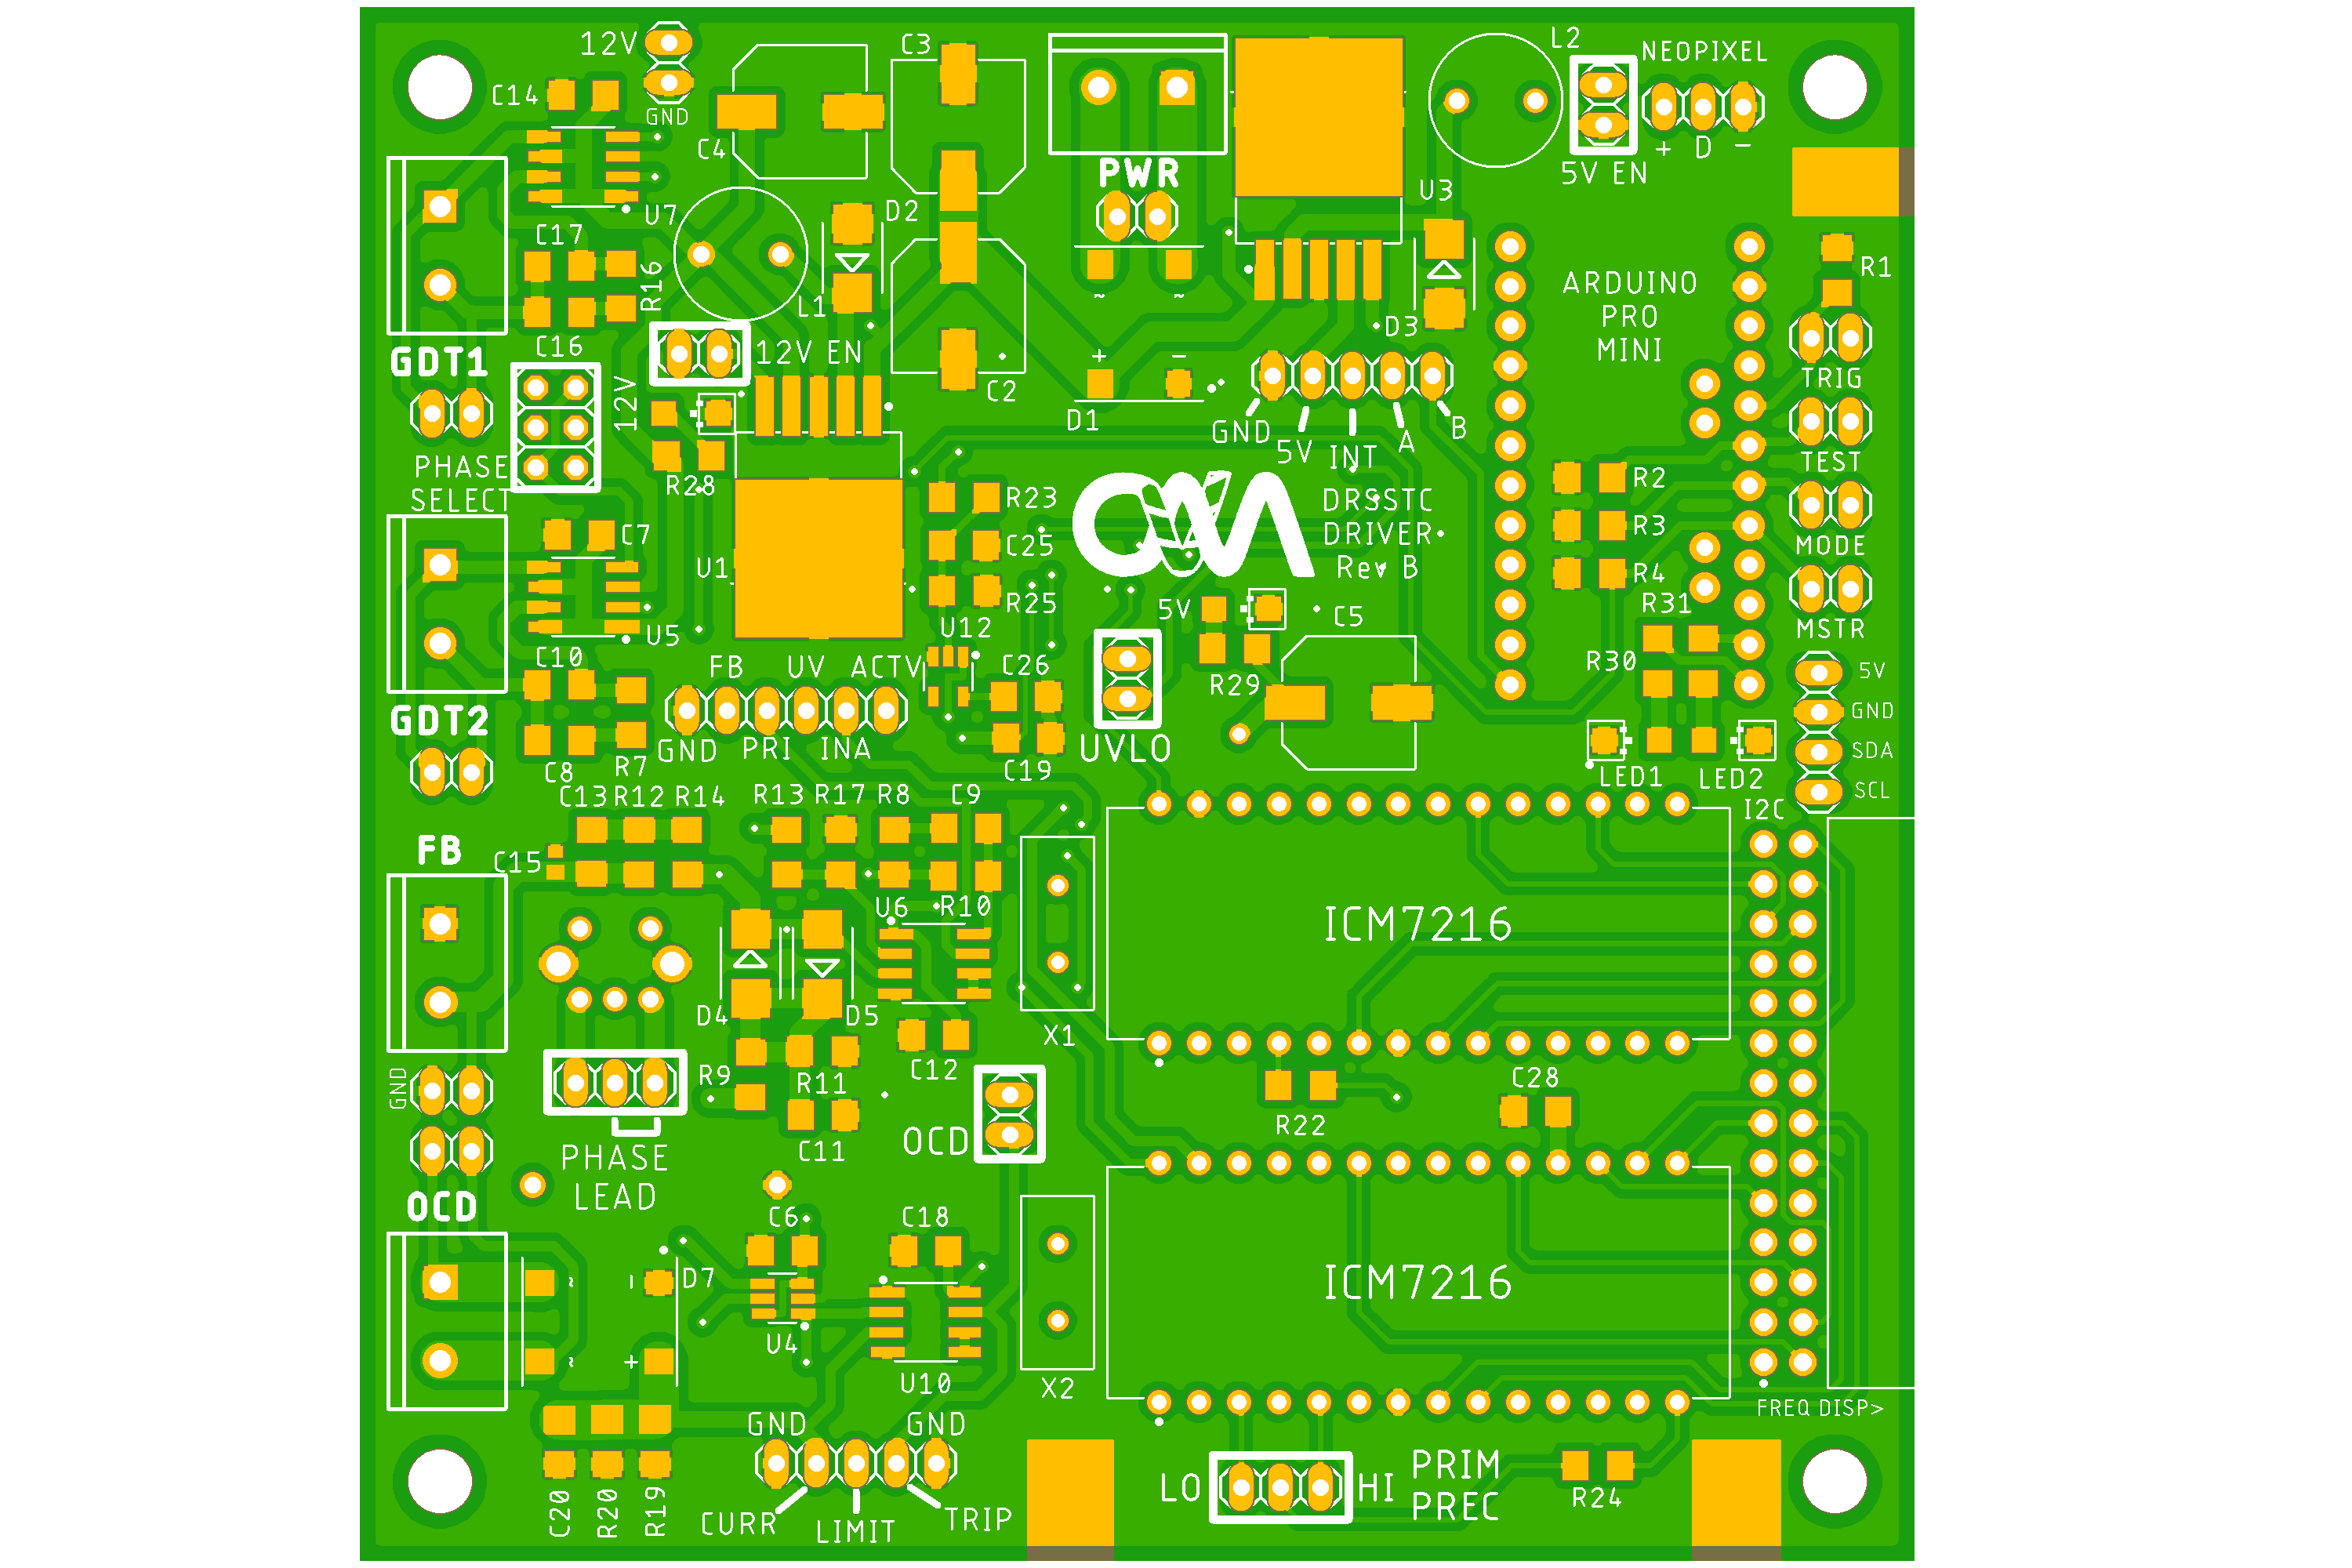 12V
C3
L2
NEOPIXEL
C14
GND
C4
+ D -
PWR
5V EN
U3
U7
D2
C17
R16
L1
ARDUINO
PRO
MINI
R1
~ ~
D3
C16
12V EN
GDT1
+ -
C2
TRIG
12V
D1
GND
5V
INT
A
B
PHASE
SELECT
R28
TEST
R2
R23
DRSSTC
DRIVER
Rev B
C7
R3
C25
MODE
U1
R4
R25
R31
5V
C5
U5
U12
MSTR
C10
FB
UV
ACTV
C26
R30
R29
5V
GDT2
GND
GND
PRI
INA
UVLO
SDA
C8
R7
C19
LED1
LED2
SCL
C13
R12
R14
R13
R17
R8
C9
I2C
FB
C15
U6
R10
ICM7216
D4
D5
X1
GND
R9
R11
C12
C28
R22
OCD
C11
PHASE
LEAD
OCD
C6
C18
~ -
D7
ICM7216
U4
~ +
U10
X2
FREQ DISP>
GND
GND
LO
HI
PRIM
PREC
R24
C20
R20
R19
CURR
LIMIT
TRIP